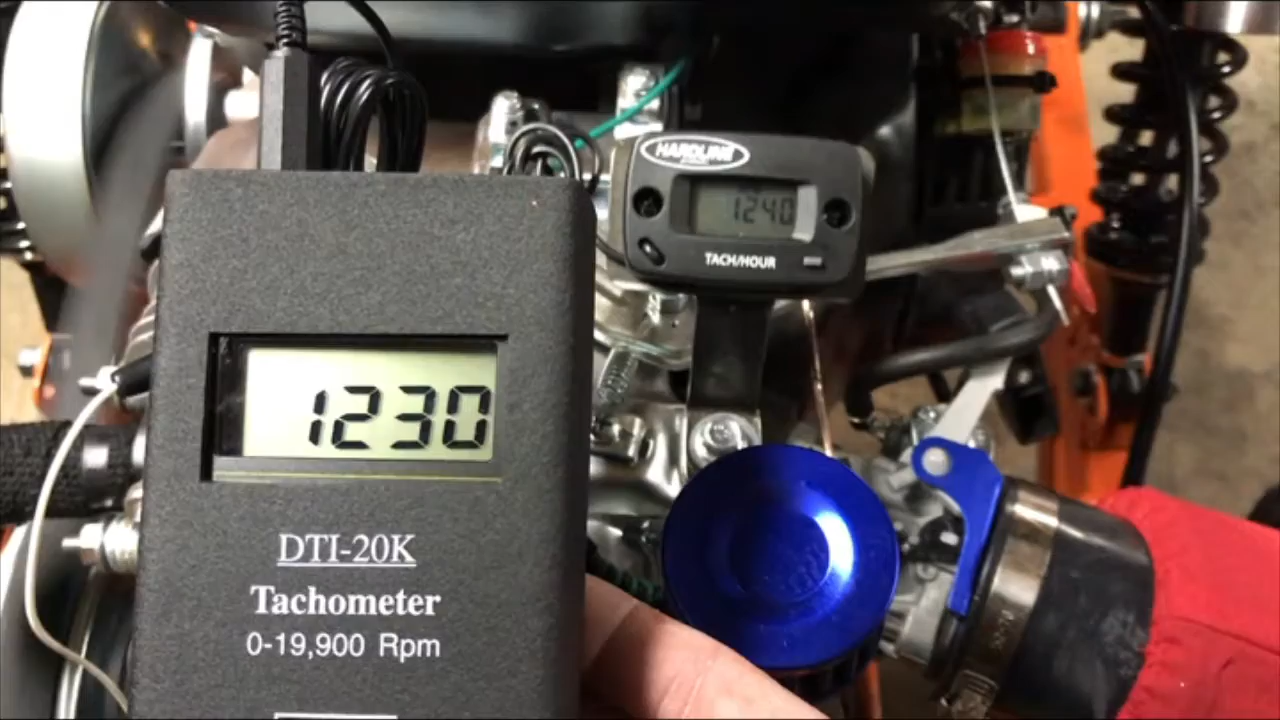 HARDLINE
1240
TACH/HOUR
1230
DTI-20K
Tachometer
0-19,900 Rpm